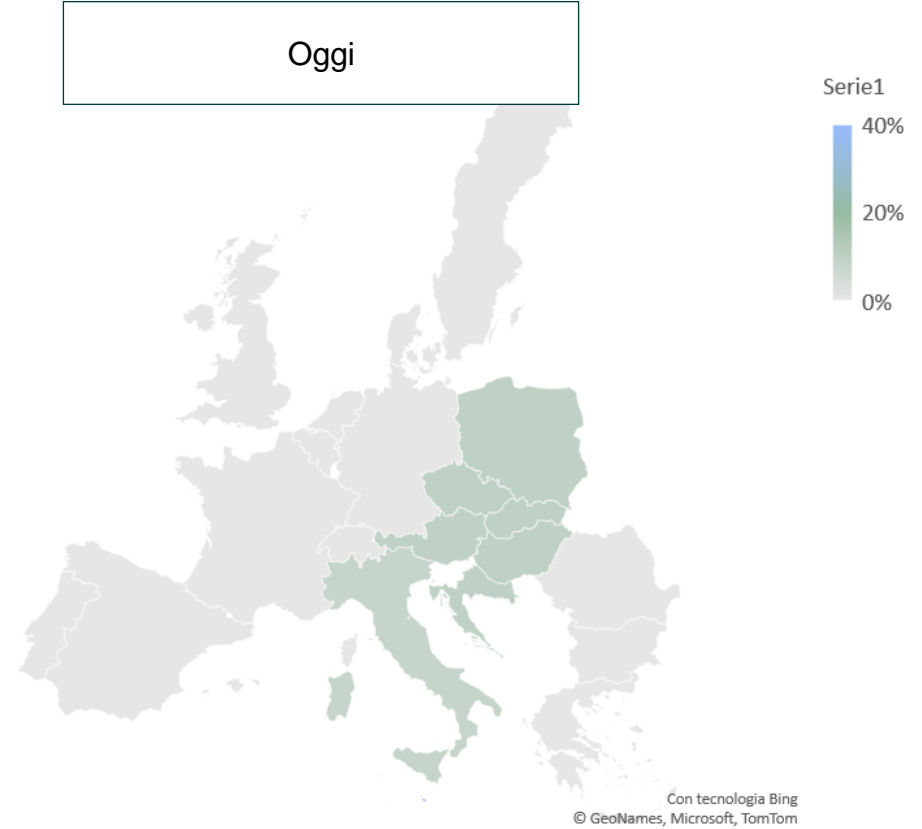 Oggi
Serie1
40%
20%
0%
Con tecnologia Bing
© GeoNames, Microsoft, TomTom